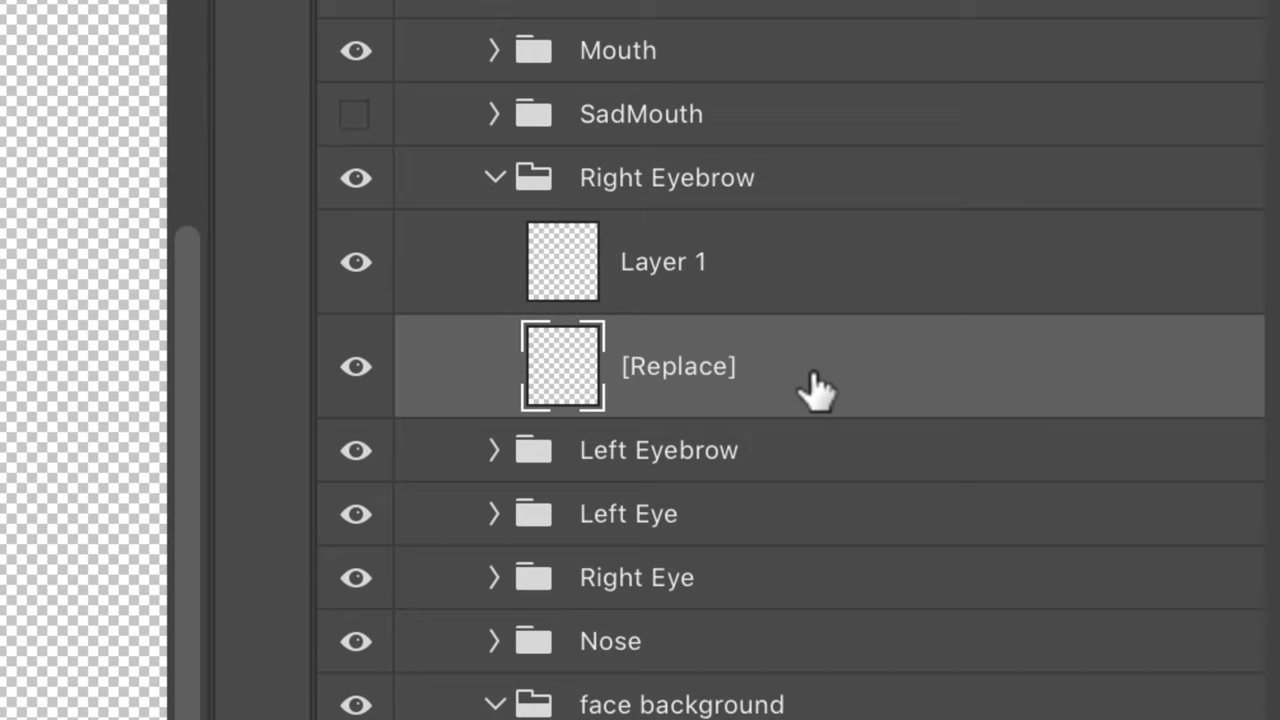 Mouth
SadMouth
Right Eyebrow
Layer 1
[Replace]
Left Eyebrow
Left Eye
Right Eye
Nose
face background